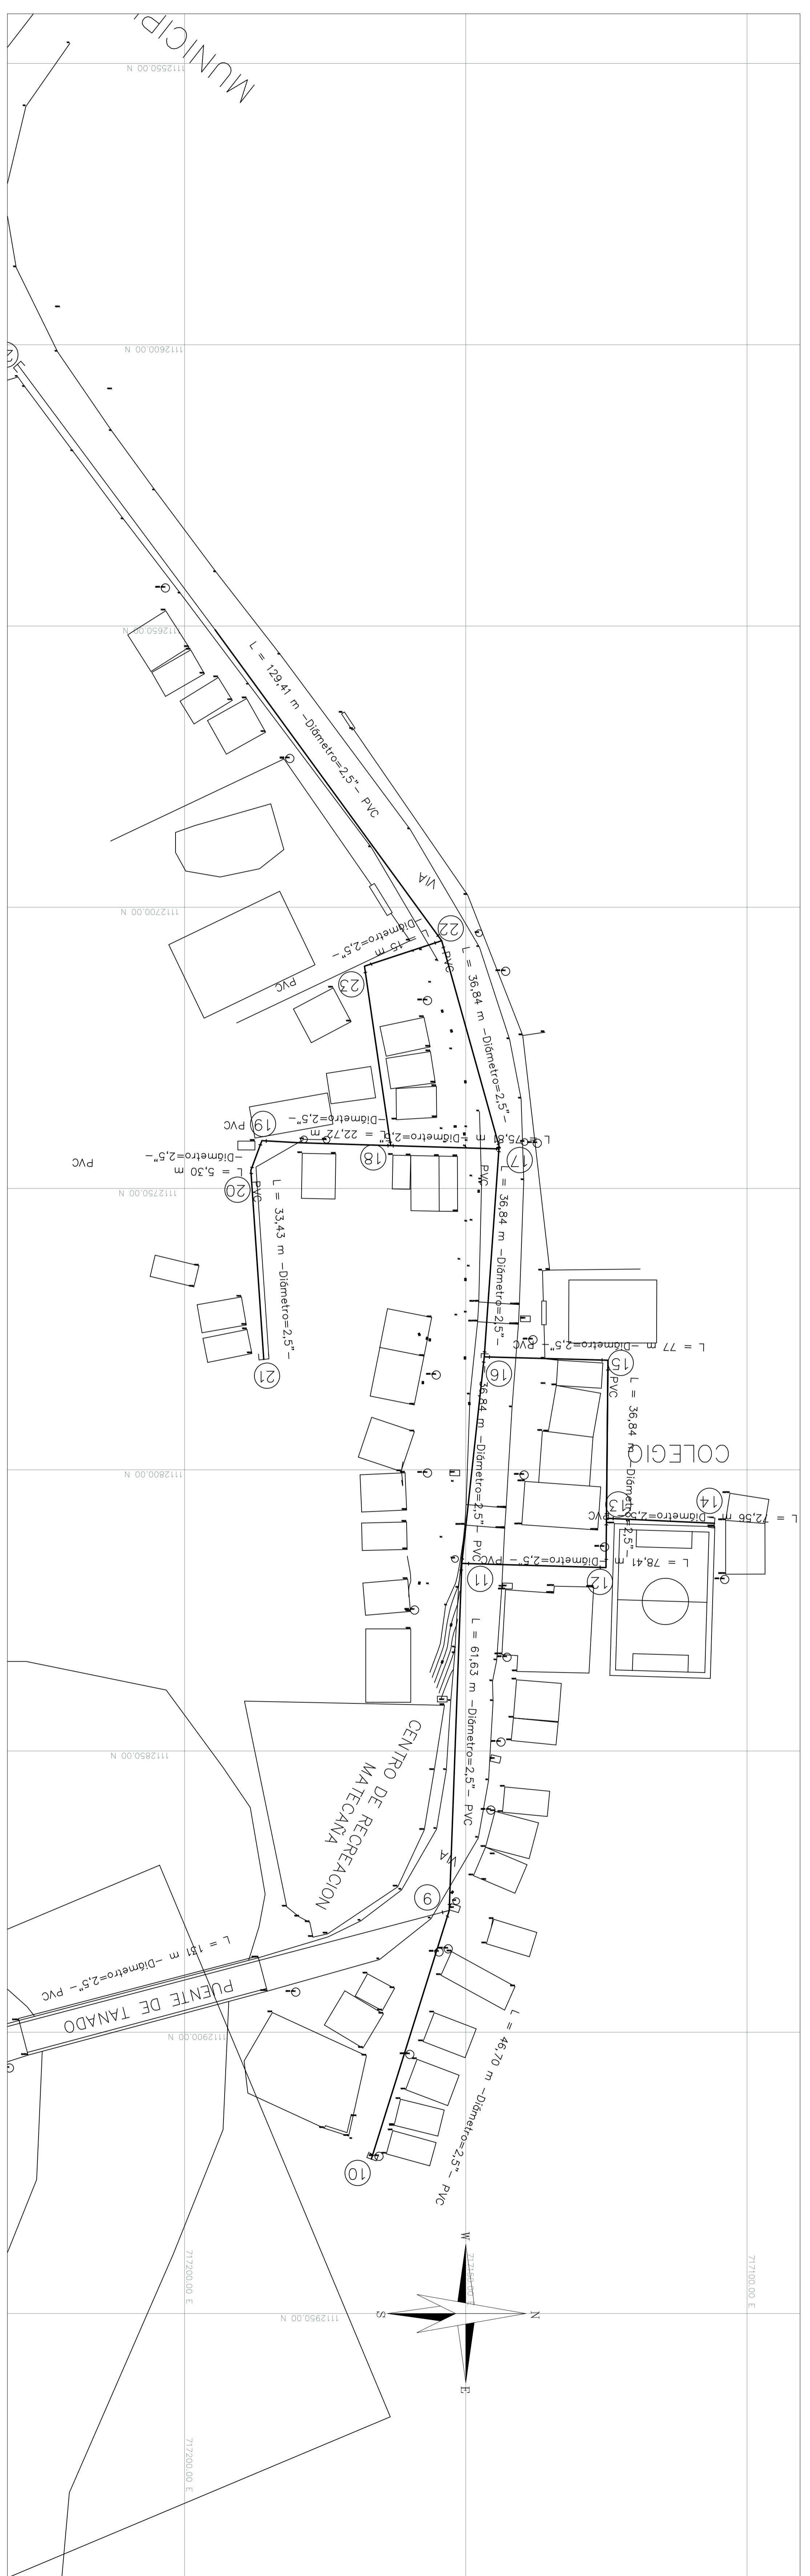 MUNICIPI
1112550.00 N
1112600.00 N
2
1112650.00 N
L = 129,41 m -Diámetro=2,5"- PVC
VIA
1112700.00 N
22
L = 15 m
-Diámetro=2,5"-
PVC
23
PVC
L = 36,84 m -Diámetro=2,5"-
19
PVC
-Diámetro=2,5"-
L = 22,72 m
L = 75,81 m -Diámetro=2,5"
18
17
-Diámetro=2,5"-
L = 5,30 m
PVC
20
PVC
1112750.00 N
L = 33,43 m -Diámetro=2,5"-
PVC
L = 36,84 m -Diámetro=2,5"-
L = 77 m -Diámetro=2,5"- PVC
15
16
21
PVC
L = 36,84 m -Diámetro=2,5"-
L = 36,84 m -Diámetro=2,5"- PVC
COLEGIO
1112800.00 N
13
14
L = 72,56 m -Diámetro=2,5"- PVC
L = 78,41 m -Diámetro=2,5"- PVC
11
12
L = 61,63 m -Diámetro=2,5"- PVC
1112850.00 N
CENTRO DE RECREACION
MATECAÑA
VIA
9
L = 131 m -Diámetro=2,5"- PVC
PUENTE DE TANADO
1112900.00 N
L = 46,70 m -Diámetro=2,5"- PVC
10
W
717200.00 E
717100.00 E
S
N
1112950.00 N
E
717200.00 E